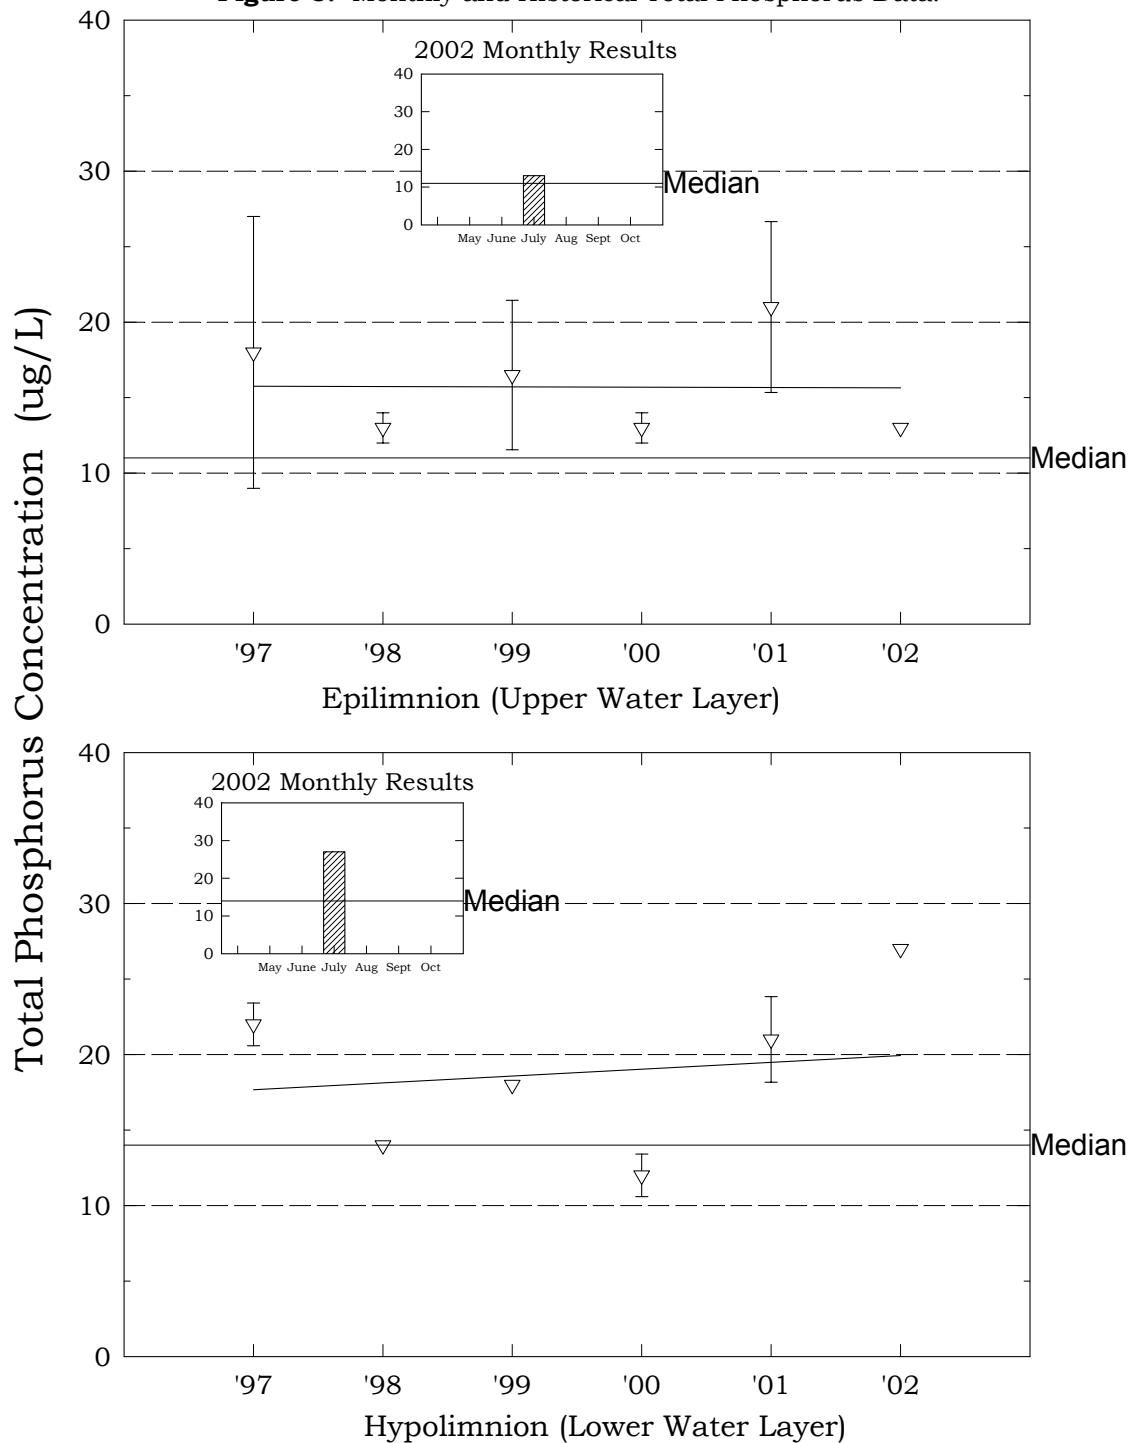 Figure 3. Monthly and Historical Total Phosphorus Data.
Total Phosphorus Concentration (ug/L)
40
30
20
10
0
2002 Monthly Results
40
30
20
10
0
May June July Aug Sept Oct
Median
Median
'97 '98 '99 '00 '01 '02
Epilimnion (Upper Water Layer)
40
30
20
10
0
2002 Monthly Results
40
30
20
10
0
May June July Aug Sept Oct
Median
Median
'97 '98 '99 '00 '01 '02
Hypolimnion (Lower Water Layer)